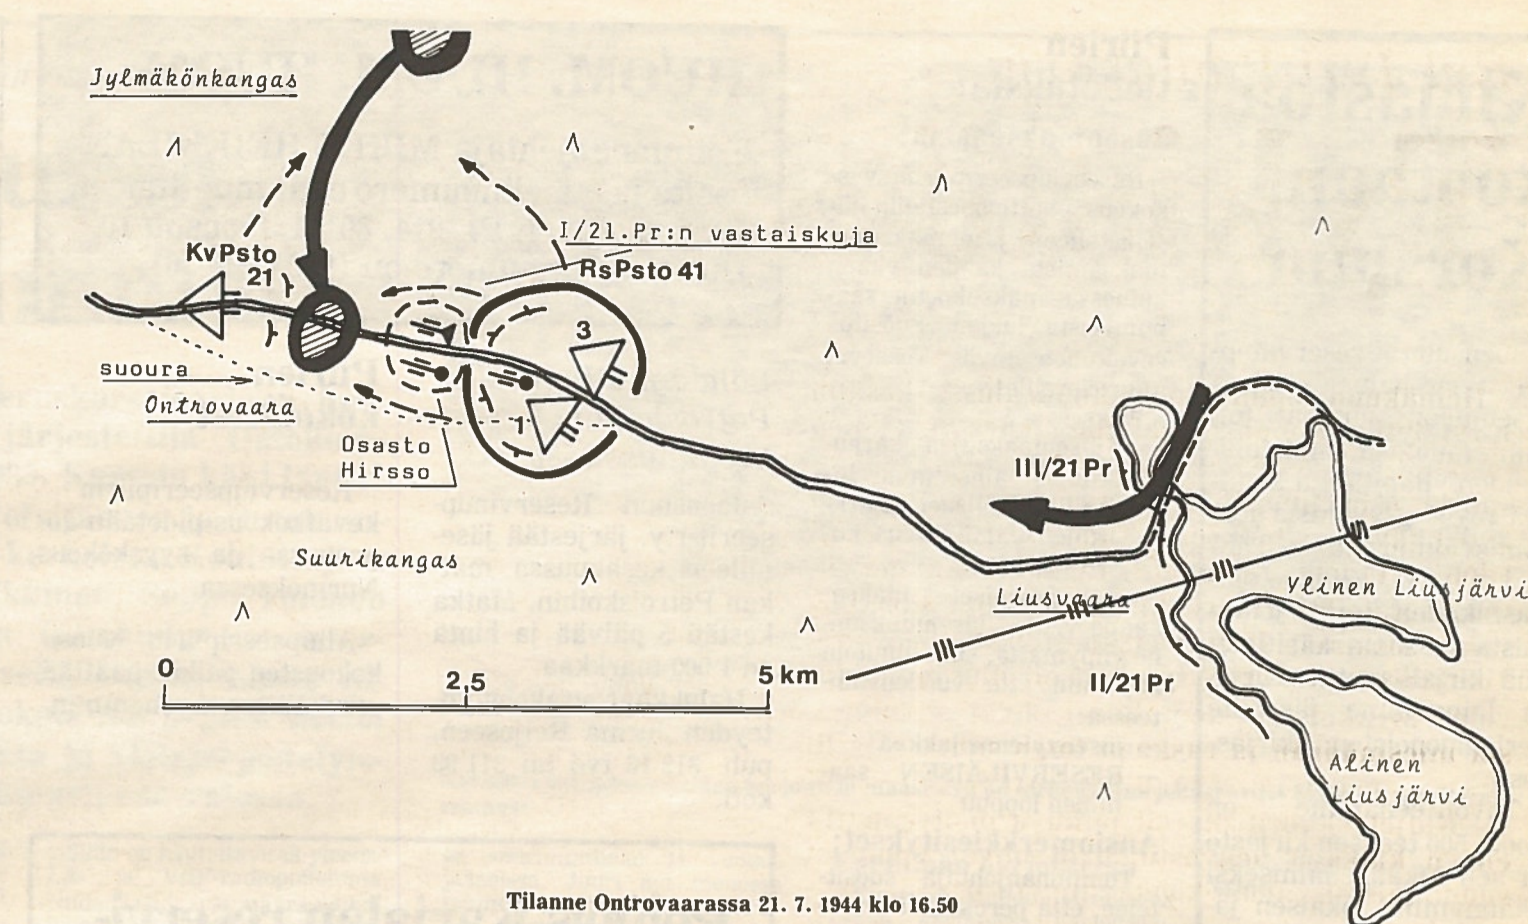 Jylmäkönkangas
KvPsto
21
I/21.Pr:n vastaiskuja
RsPsto 41
3
suoura
Ontrovaara
1
Osasto
Hirsso
III/21 Pr
Suurikangas
Liusvaara
Ylinen Liusjärvi
0
2,5
5 km
II/21 Pr
Alinen
Liusjärvi
Tilanne Ontrovaarassa 21. 7. 1944 klo 16.50